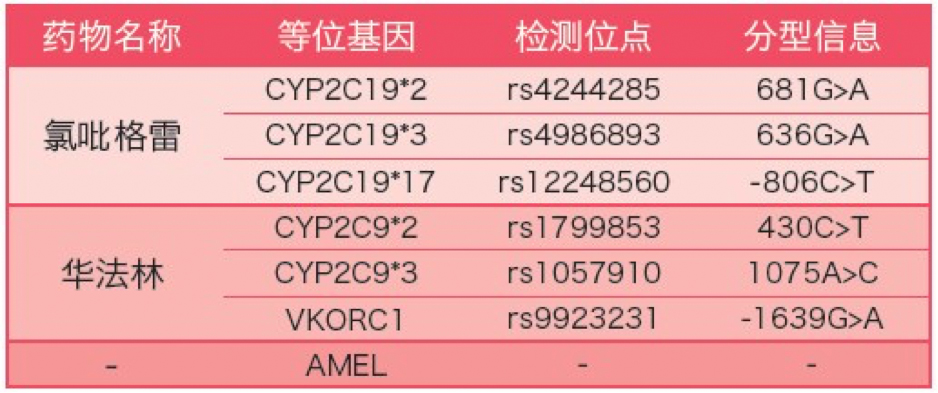 药物名称 等位基因 检测位点 分型信息
氯吡格雷 CYP2C19*2 rs4244285 681G>A
CYP2C19*3 rs4986893 636G>A
CYP2C19*17 rs12248560 -806C>T
华法林 CYP2C9*2 rs1799853 430C>T
CYP2C9*3 rs1057910 1075A>C
VKORC1 rs9923231 -1639G>A
- AMEL - -